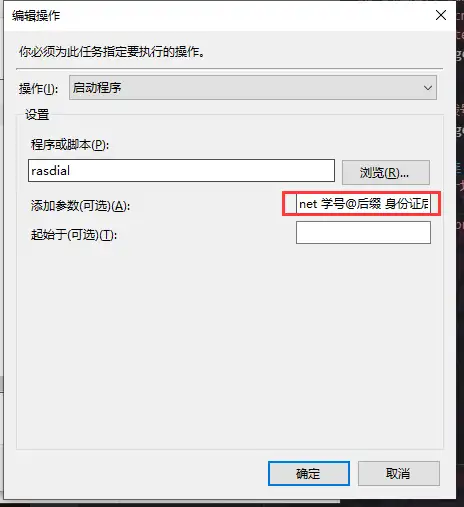 编辑操作
你必须为此任务指定要执行的操作。
操作(I): 启动程序
设置
程序或脚本(P):
rasdial 浏览(R)...
添加参数(可选)(A): net 学号@后缀 身份证后
起始于(可选)(T):
确定 取消